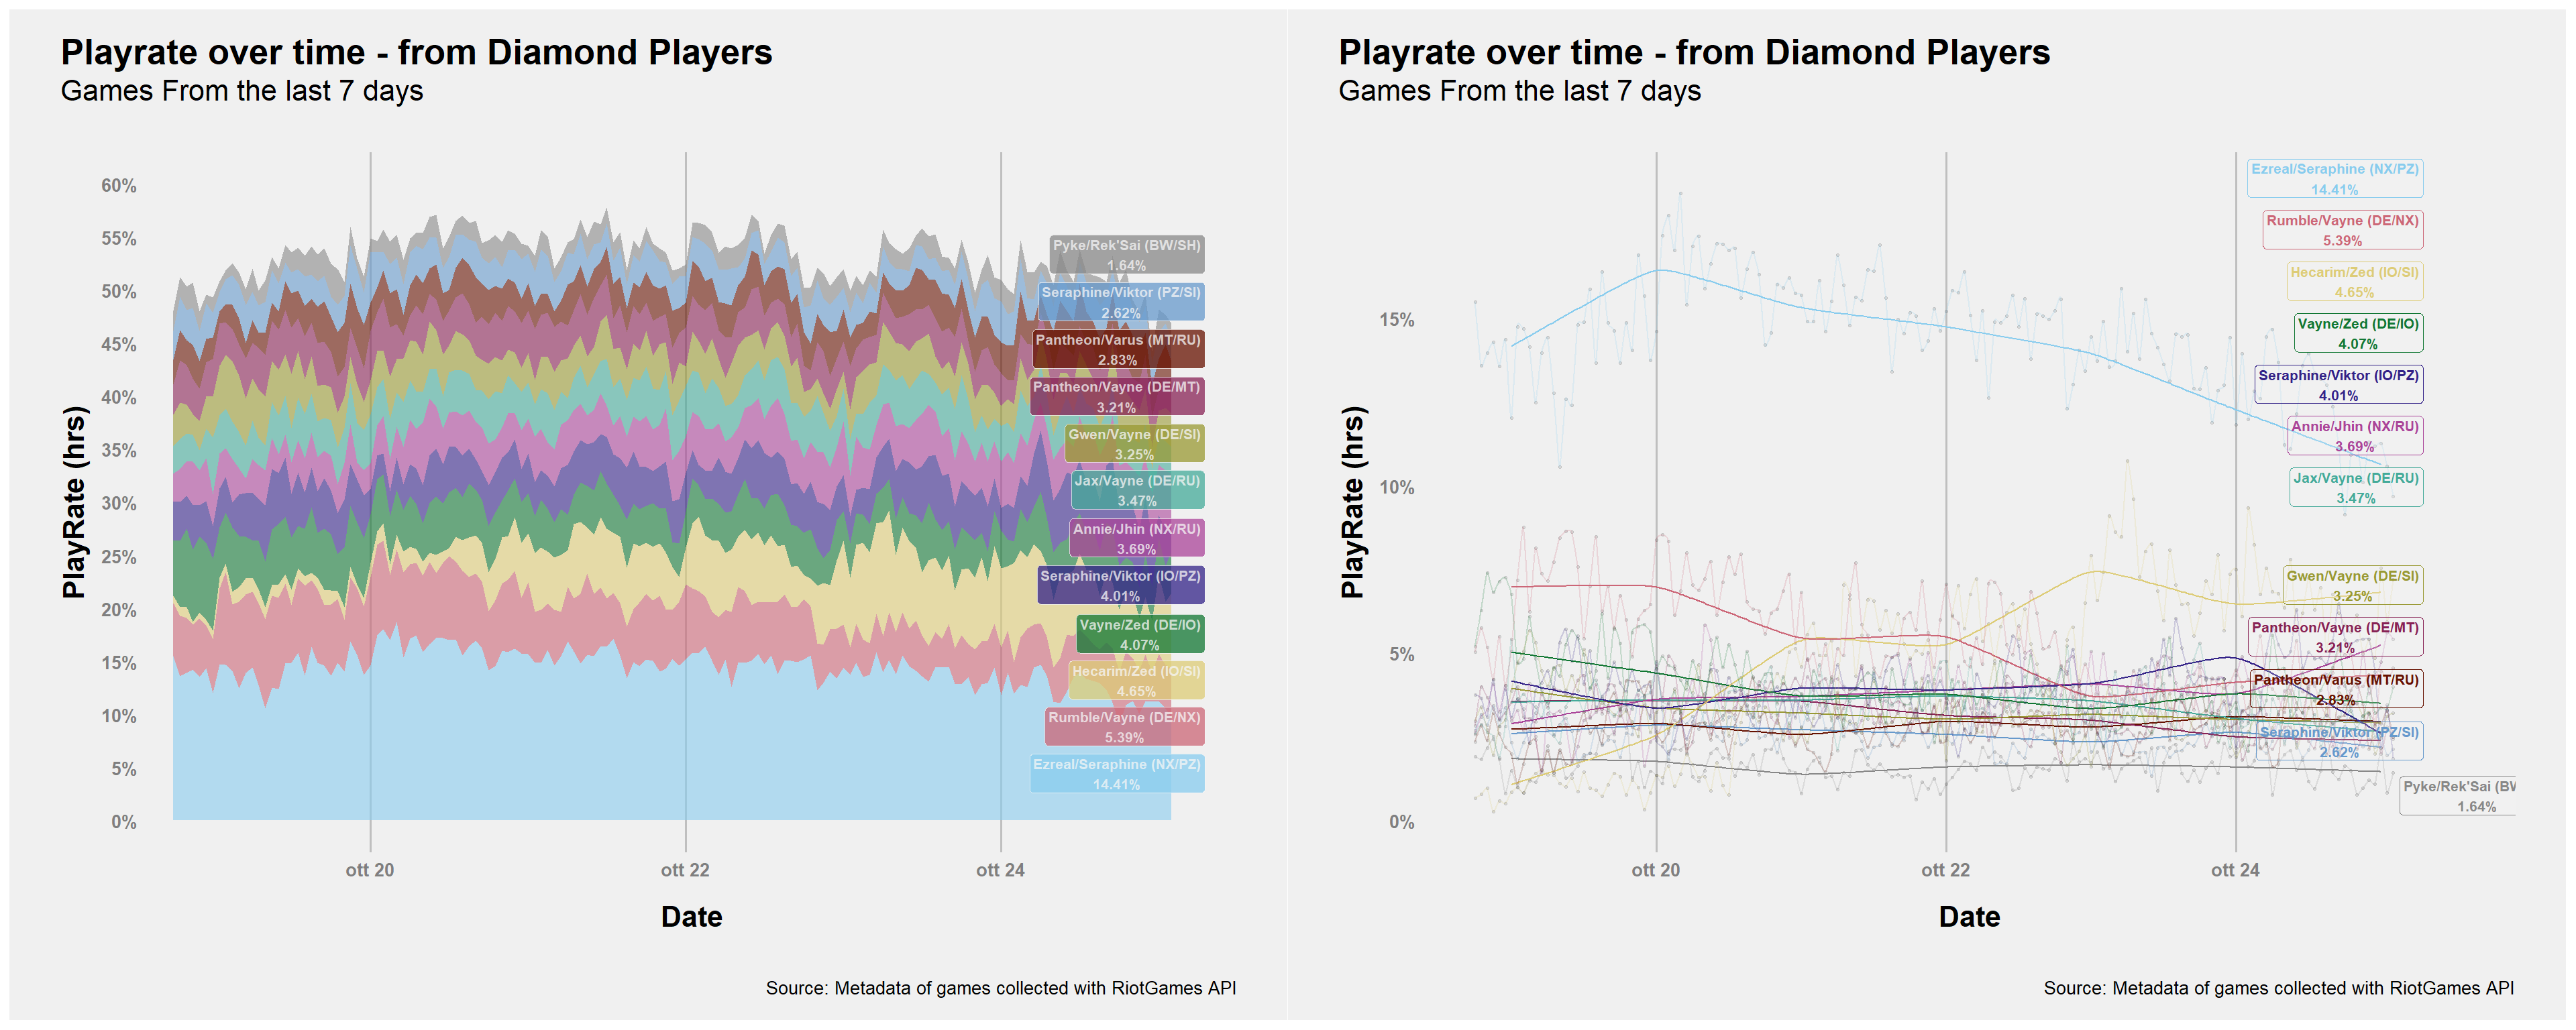 Playrate over time - from Diamond Players
Games From the last 7 days
60%
55%
50%
45%
40%
35%
30%
25%
20%
15%
10%
5%
0%
PlayRate (hrs)
Pyke/Rek'Sai (BW/SH)
1.64%
Seraphine/Viktor (PZ/SI)
2.62%
Pantheon/Varus (MT/RU)
2.83%
Pantheon/Vayne (DE/MT)
3.21%
Gwen/Vayne (DE/SI)
3.25%
Jax/Vayne (DE/RU)
3.47%
Annie/Jhin (NX/RU)
3.69%
Seraphine/Viktor (IO/PZ)
4.01%
Vayne/Zed (DE/IO)
4.07%
Hecarim/Zed (IO/SI)
4.65%
Rumble/Vayne (DE/NX)
5.39%
Ezreal/Seraphine (NX/PZ)
14.41%
ott 20
ott 22
ott 24
Date
Source: Metadata of games collected with RiotGames API
Playrate over time - from Diamond Players
Games From the last 7 days
15%
10%
5%
0%
PlayRate (hrs)
Ezreal/Seraphine (NX/PZ)
14.41%
Rumble/Vayne (DE/NX)
5.39%
Hecarim/Zed (IO/SI)
4.65%
Vayne/Zed (DE/IO)
4.07%
Seraphine/Viktor (IO/PZ)
4.01%
Annie/Jhin (NX/RU)
3.69%
Jax/Vayne (DE/RU)
3.47%
Gwen/Vayne (DE/SI)
3.25%
Pantheon/Vayne (DE/MT)
3.21%
Pantheon/Varus (MT/RU)
2.83%
Seraphine/Viktor (PZ/SI)
2.62%
Pyke/Rek'Sai (BW
1.64%
ott 20
ott 22
ott 24
Date
Source: Metadata of games collected with RiotGames API